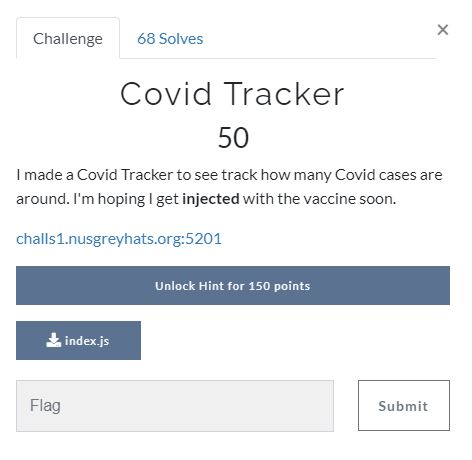 Challenge
68 Solves
×
Covid Tracker
50
I made a Covid Tracker to see track how many Covid cases are
around. I'm hoping I get injected with the vaccine soon.
challs1.nusgreyhats.org:5201
Unlock Hint for 150 points
index.js
Flag
Submit